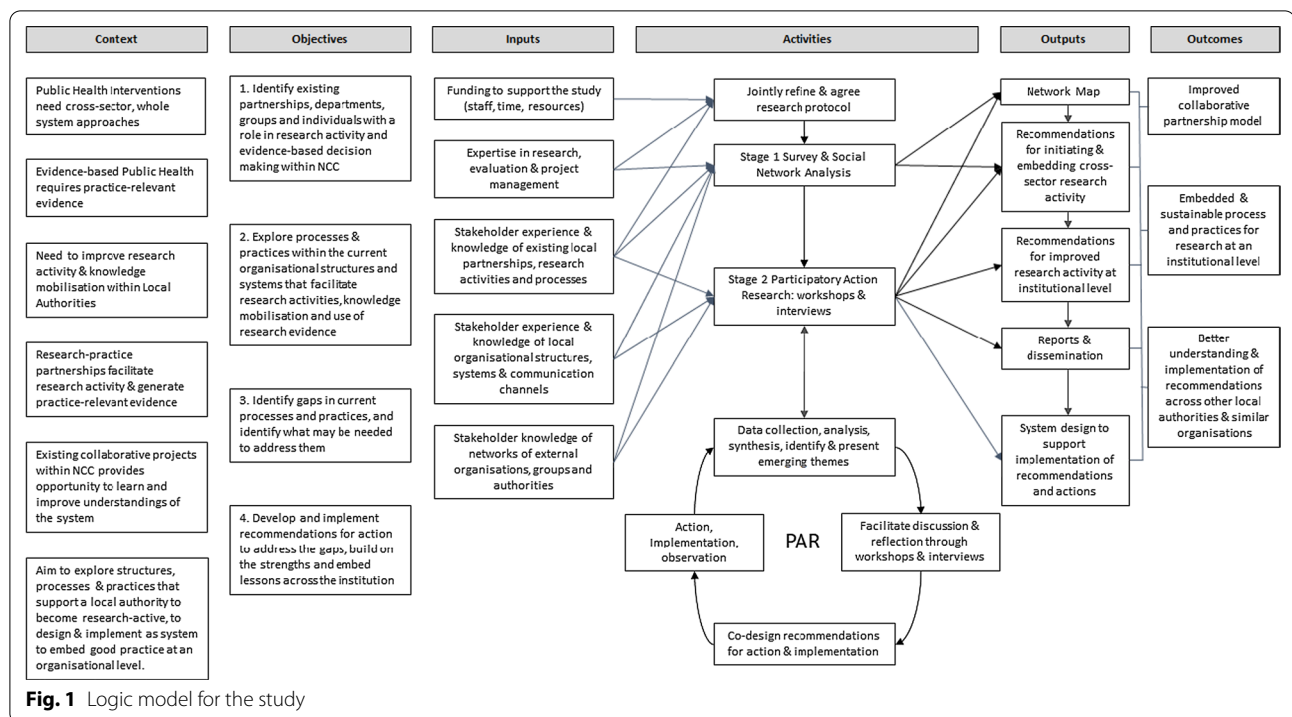 Context
Objectives
Inputs
Activities
Outputs
Outcomes
Public Health Interventions
need cross-sector, whole
system approaches
Evidence-based Public Health
requires practice-relevant
evidence
Need to improve research
activity & knowledge
mobilisation within Local
Authorities
Research-practice
partnerships facilitate
research activity & generate
practice-relevant evidence
Existing collaborative projects
within NCC provides
opportunity to learn and
improve understandings of
the system
Aim to explore structures,
processes & practices that
support a local authority to
become research-active, to
design & implement as system
to embed good practice at an
organisational level.
1. Identify existing
partnerships, departments,
groups and individuals with a
role in research activity and
evidence-based decision
making within NCC
2. Explore processes &
practices within the current
organisational structures and
systems that facilitate
research activities, knowledge
mobilisation and use of
research evidence
3. Identify gaps in current
processes and practices, and
identify what may be needed
to address them
4. Develop and implement
recommendations for action
to address the gaps, build on
the strengths and embed
lessons across the institution
Funding to support the study
(staff, time, resources)
Expertise in research,
evaluation & project
management
Stakeholder experience &
knowledge of existing local
partnerships, research
activities and processes
Stakeholder experience &
knowledge of local
organisational structures,
systems & communication
channels
Stakeholder knowledge of
networks of external
organisations, groups and
authorities
Jointly refine & agree
research protocol
Stage 1 Survey & Social
Network Analysis
Stage 2 Participatory Action
Research: workshops &
interviews
Data collection, analysis,
synthesis, identify & present
emerging themes
Action,
Implementation,
observation
PAR
Facilitate discussion &
reflection through
workshops & interviews
Co-design recommendations
for action & implementation
Network Map
Recommendations
for initiating &
embedding cross-
sector research
activity
Recommendations
for improved
research activity at
institutional level
Reports &
dissemination
System design to
support
implementation of
recommendations
and actions
Improved
collaborative
partnership model
Embedded &
sustainable process
and practices for
research at an
institutional level
Better
understanding &
implementation of
recommendations
across other local
authorities & similar
organisations
Fig. 1 Logic model for the study